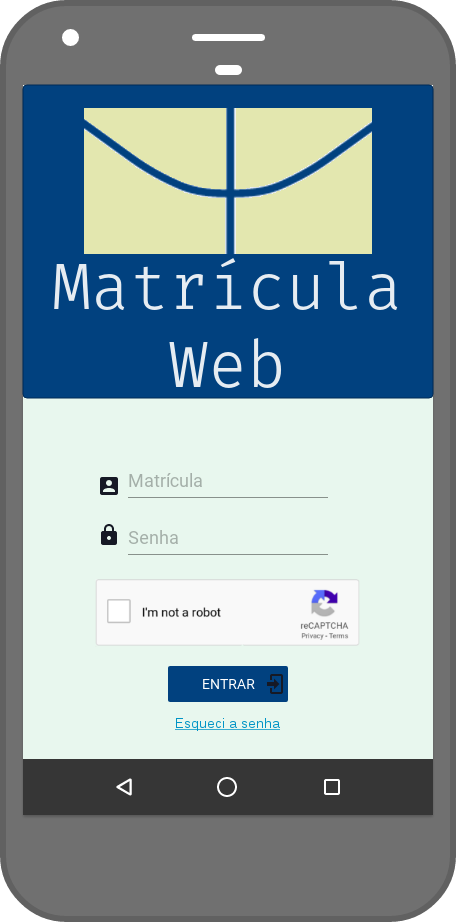 Matrícula
Web
Matrícula
Senha
I'm not a robot
reCAPTCHA
Privacy - Terms
ENTRAR
Esqueci a senha